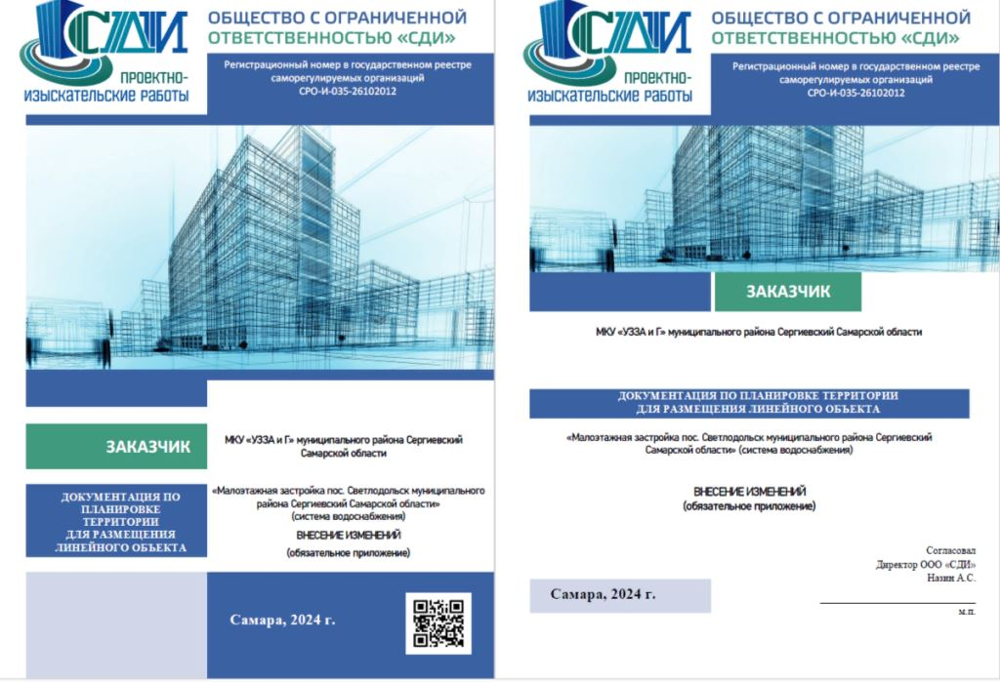 СДИ
ПРОЕКТНО-
ИЗЫСКАТЕЛЬСКИЕ РАБОТЫ
ОБЩЕСТВО С ОГРАНИЧЕННОЙ
ОТВЕТСТВЕННОСТЬЮ «СДИ»
Регистрационный номер в государственном реестре
саморегулируемых организаций
СРО-И-035-26102012
ЗАКАЗЧИК
МКУ «УЗЗА и Г» муниципального района Сергиевский
Самарской области
ДОКУМЕНТАЦИЯ ПО
ПЛАНИРОВКЕ
ТЕРРИТОРИИ
ДЛЯ РАЗМЕЩЕНИЯ
ЛИНЕЙНОГО ОБЪЕКТА
«Малоэтажная застройка пос. Светлодольск муниципального
района Сергиевский Самарской области»
(система водоснабжения)
ВНЕСЕНИЕ ИЗМЕНЕНИЙ
(обязательное приложение)
Самара, 2024 г.
СДИ
ПРОЕКТНО-
ИЗЫСКАТЕЛЬСКИЕ РАБОТЫ
ОБЩЕСТВО С ОГРАНИЧЕННОЙ
ОТВЕТСТВЕННОСТЬЮ «СДИ»
Регистрационный номер в государственном реестре
саморегулируемых организаций
СРО-И-035-26102012
ЗАКАЗЧИК
МКУ «УЗЗА и Г» муниципального района Сергиевский Самарской области
ДОКУМЕНТАЦИЯ ПО ПЛАНИРОВКЕ ТЕРРИТОРИИ
ДЛЯ РАЗМЕЩЕНИЯ ЛИНЕЙНОГО ОБЪЕКТА
«Малоэтажная застройка пос. Светлодольск муниципального района Сергиевский
Самарской области» (система водоснабжения)
ВНЕСЕНИЕ ИЗМЕНЕНИЙ
(обязательное приложение)
Согласовал
Директор ООО «СДИ»
Назин А.С.
м.п.
Самара, 2024 г.